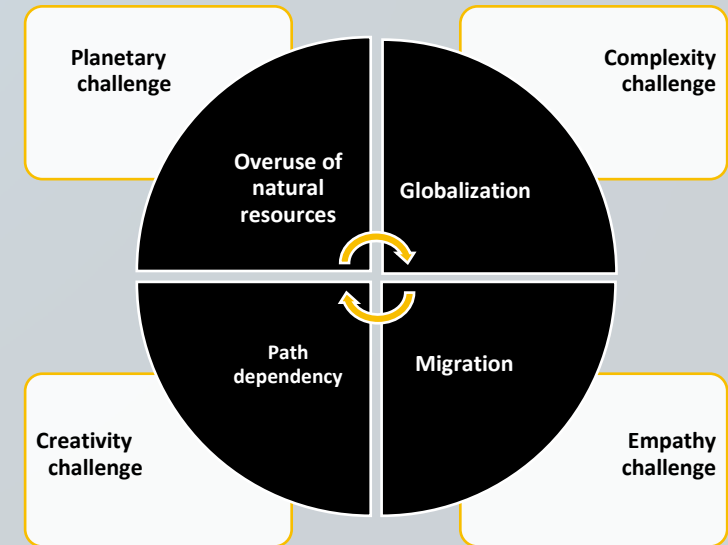 Planetary
challenge
Complexity
challenge
Overuse of
natural
resources
Globalization
Path
dependency
Migration
Creativity
challenge
Empathy
challenge